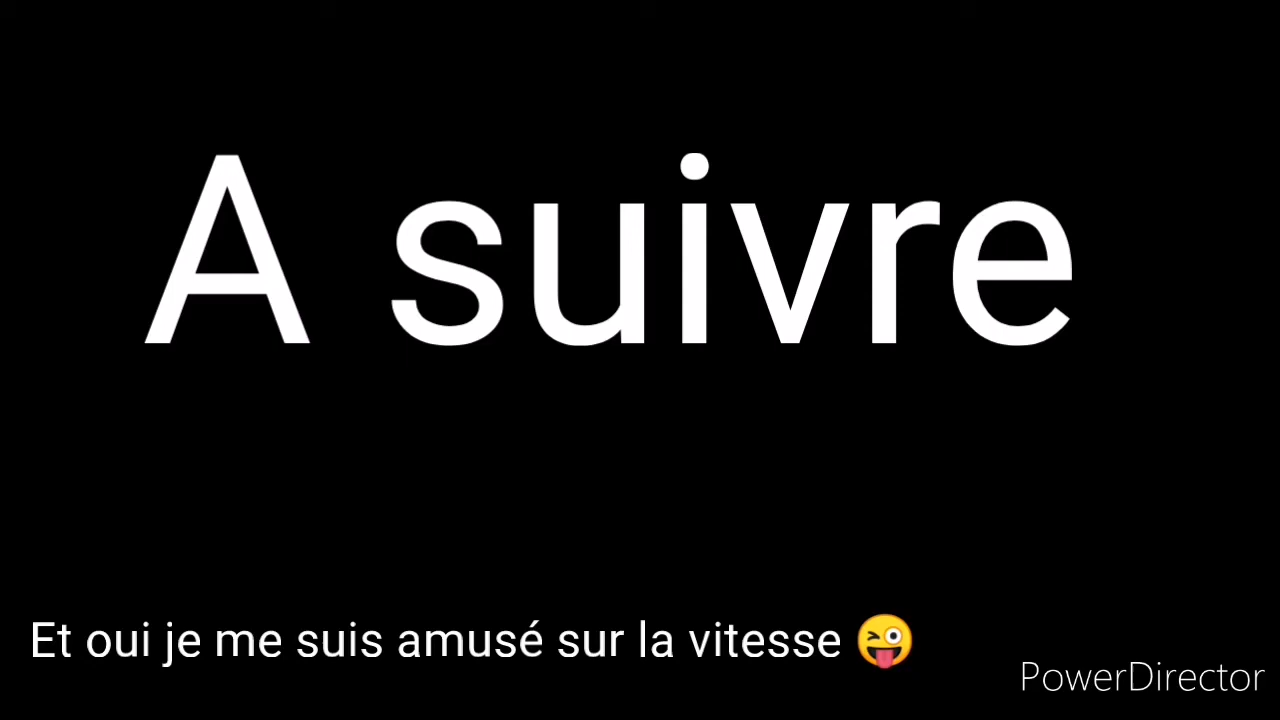 A suivre
Et oui je me suis amusé sur la vitesse 😜
PowerDirector